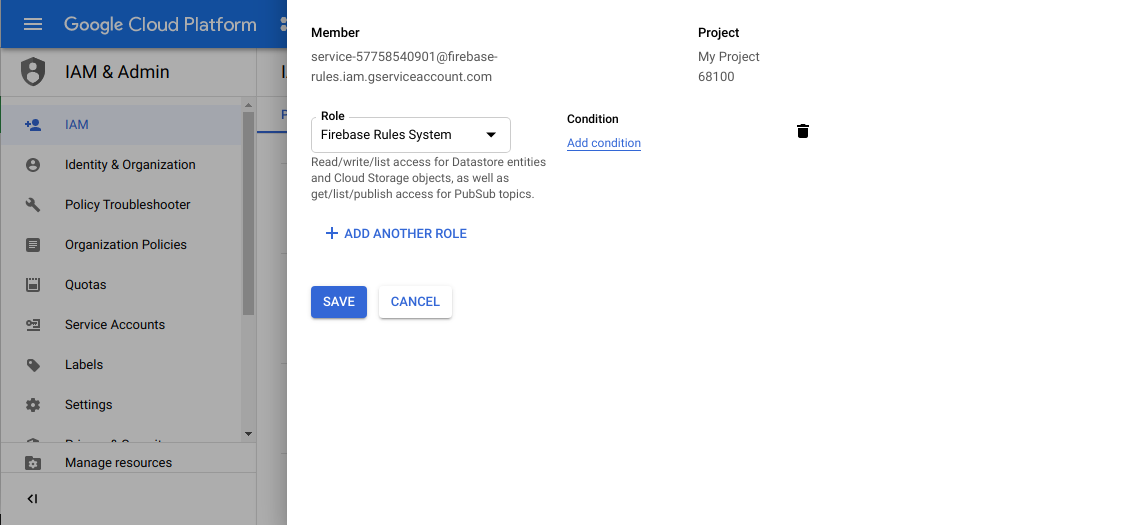 Google Cloud Platform
IAM & Admin
IAM
Identity & Organization
Policy Troubleshooter
Organization Policies
Quotas
Service Accounts
Labels
Settings
Manage resources
Member
service-57758540901@firebase-
rules.iam.gserviceaccount.com
Project
My Project
68100
Role
Firebase Rules System
Read/write/list access for Datastore entities
and Cloud Storage objects, as well as
get/list/publish access for PubSub topics.
Condition
Add condition
ADD ANOTHER ROLE
SAVE CANCEL